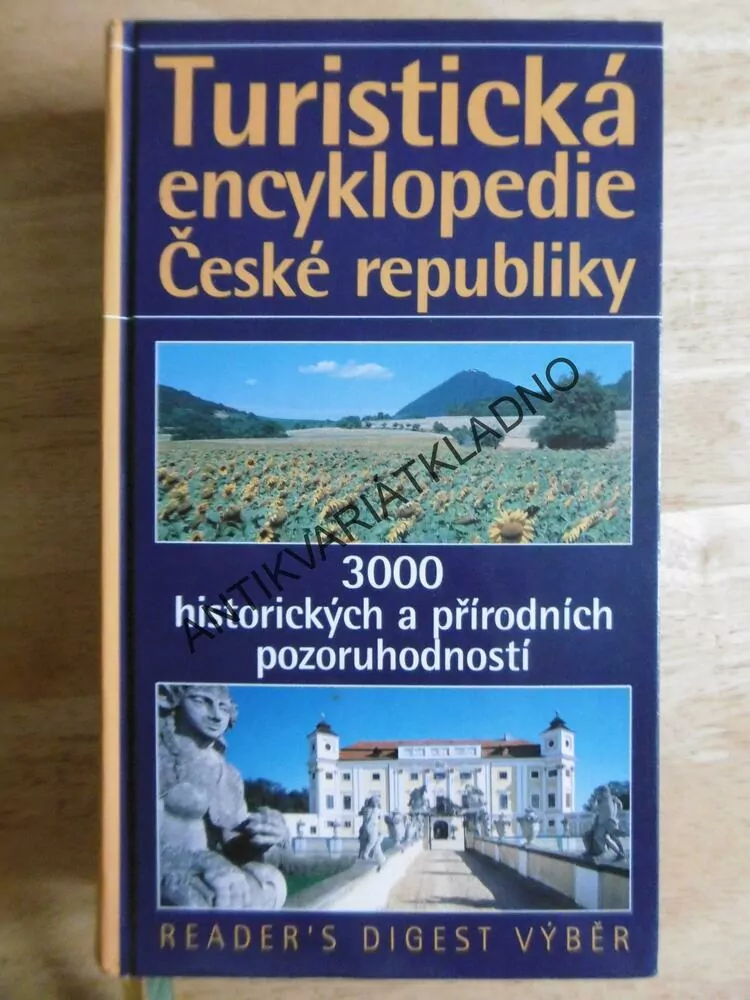 Turistická
encyklopedie
České republiky
ANTIKVARIÁTKLADNO
3000
historických a přírodních
pozoruhodností
READER'S DIGEST VÝBĚR